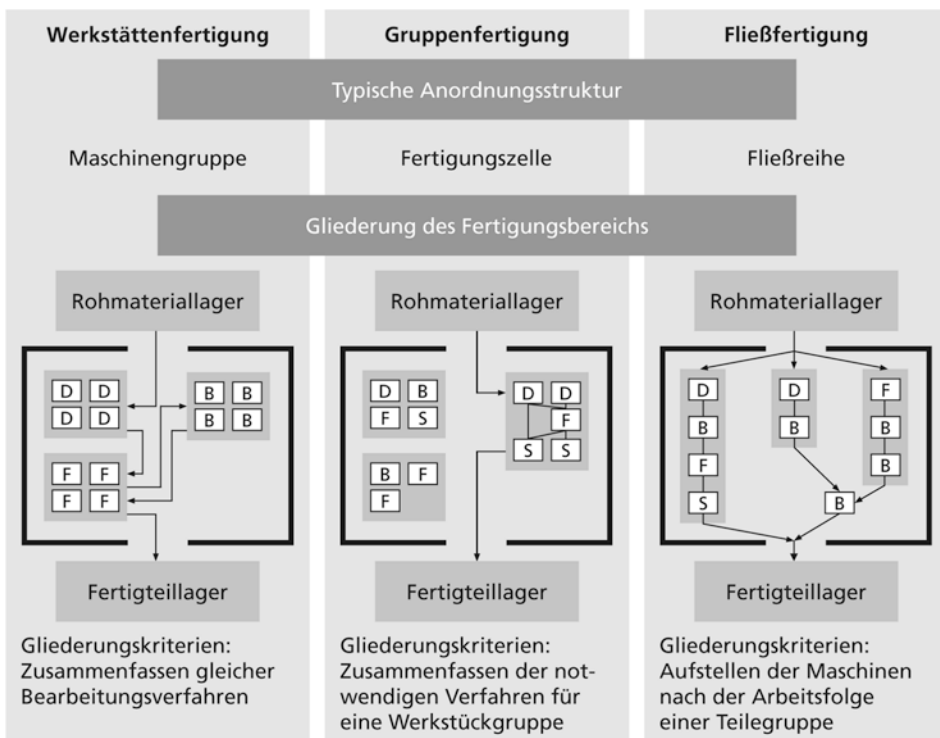 Werkstättenfertigung
Gruppenfertigung
Fließfertigung
Typische Anordnungsstruktur
Maschinengruppe
Fertigungszelle
Fließreihe
Gliederung des Fertigungsbereichs
Rohmateriallager
D D
D D
B B
B B
F F
F F
Fertigteillager
Gliederungskriterien:
Zusammenfassen gleicher
Bearbeitungsverfahren
Rohmateriallager
D B
F S
D D
F
S S
B F
F
Fertigteillager
Gliederungskriterien:
Zusammenfassen der not-
wendigen Verfahren für
eine Werkstückgruppe
Rohmateriallager
D
B
F
S
D
B
F
B
B
B
Fertigteillager
Gliederungskriterien:
Aufstellen der Maschinen
nach der Arbeitsfolge
einer Teilegruppe